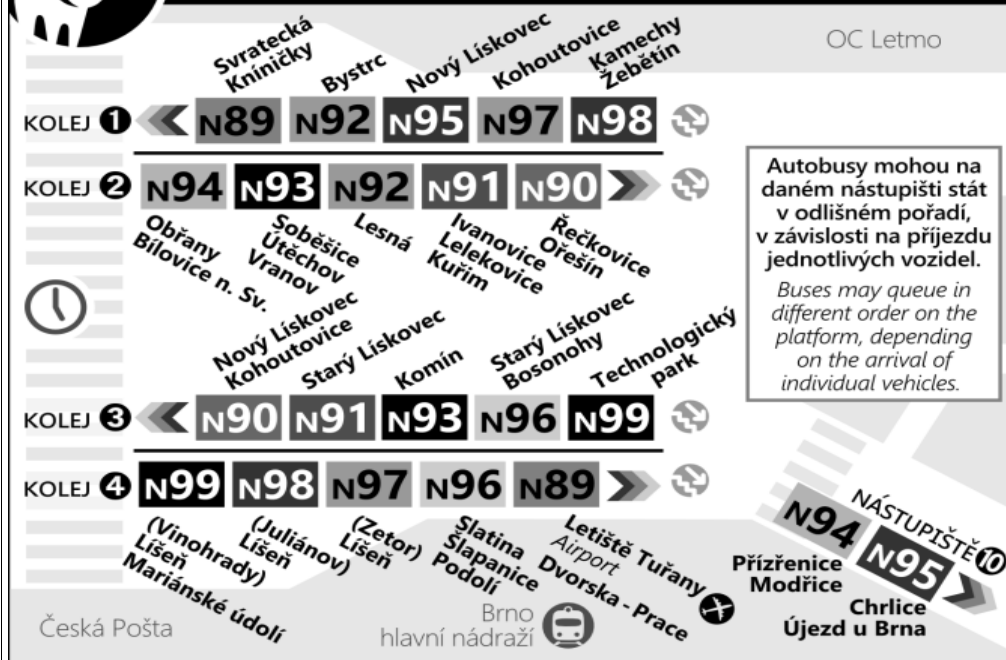 OC Letmo
Svratecká
Kníničky
Bystrc
Nový Lískovec
Kohoutovice
Kamechy
Žebětín
KOLEJ 1 N89 N92 N95 N97 N98
KOLEJ 2 N94 N93 N92 N91 N90
Obřany
Bílovice n. Sv.
Soběšice
Útěchov
Vranov
Lesná
Ivanovice
Lelekovice
Kuřim
Řečkovice
Ořešín
Autobusy mohou na
daném nástupišti stát
v odlišném pořadí,
v závislosti na příjezdu
jednotlivých vozidel.
Buses may queue in
different order on the
platform, depending
on the arrival of
individual vehicles.
Nový Lískovec
Kohoutovice
Starý Lískovec
Komín
Starý Lískovec
Bosonohy
Technologický
park
KOLEJ 3 N90 N91 N93 N96 N99
KOLEJ 4 N99 N98 N97 N96 N89
(Vinohrady)
Líšeň
Mariánské údolí
(Juliánov)
Líšeň
(Zetor)
Líšeň
Slatina
Šlapanice
Podolí
Letiště Tuřany
Airport
Dvorska - Prace
NÁSTUPIŠTĚ 10
N94 N95
Přízřenice
Modřice
Chrlice
Újezd u Brna
Česká Pošta
Brno
hlavní nádraží